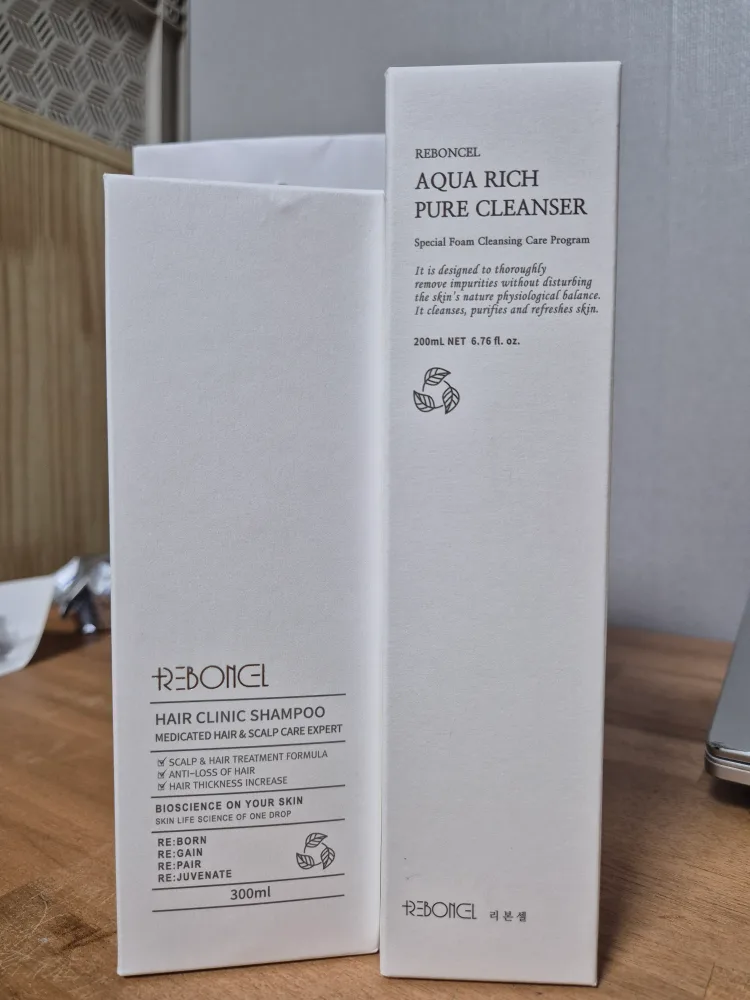 REBONCEL
HAIR CLINIC SHAMPOO
MEDICATED HAIR & SCALP CARE EXPERT
☑ SCALP & HAIR TREATMENT FORMULA
☑ ANTI-LOSS OF HAIR
☑ HAIR THICKNESS INCREASE
BIOSCIENCE ON YOUR SKIN
SKIN LIFE SCIENCE OF ONE DROP
RE:BORN
RE:GAIN
RE:PAIR
RE:JUVENATE
300ml
REBONCEL
AQUA RICH
PURE CLEANSER
Special Foam Cleansing Care Program
It is designed to thoroughly
remove impurities without disturbing
the skin's nature physiological balance.
It cleanses, purifies and refreshes skin.
200mL NET 6.76 fl. oz.
REBONCEL 리본셀